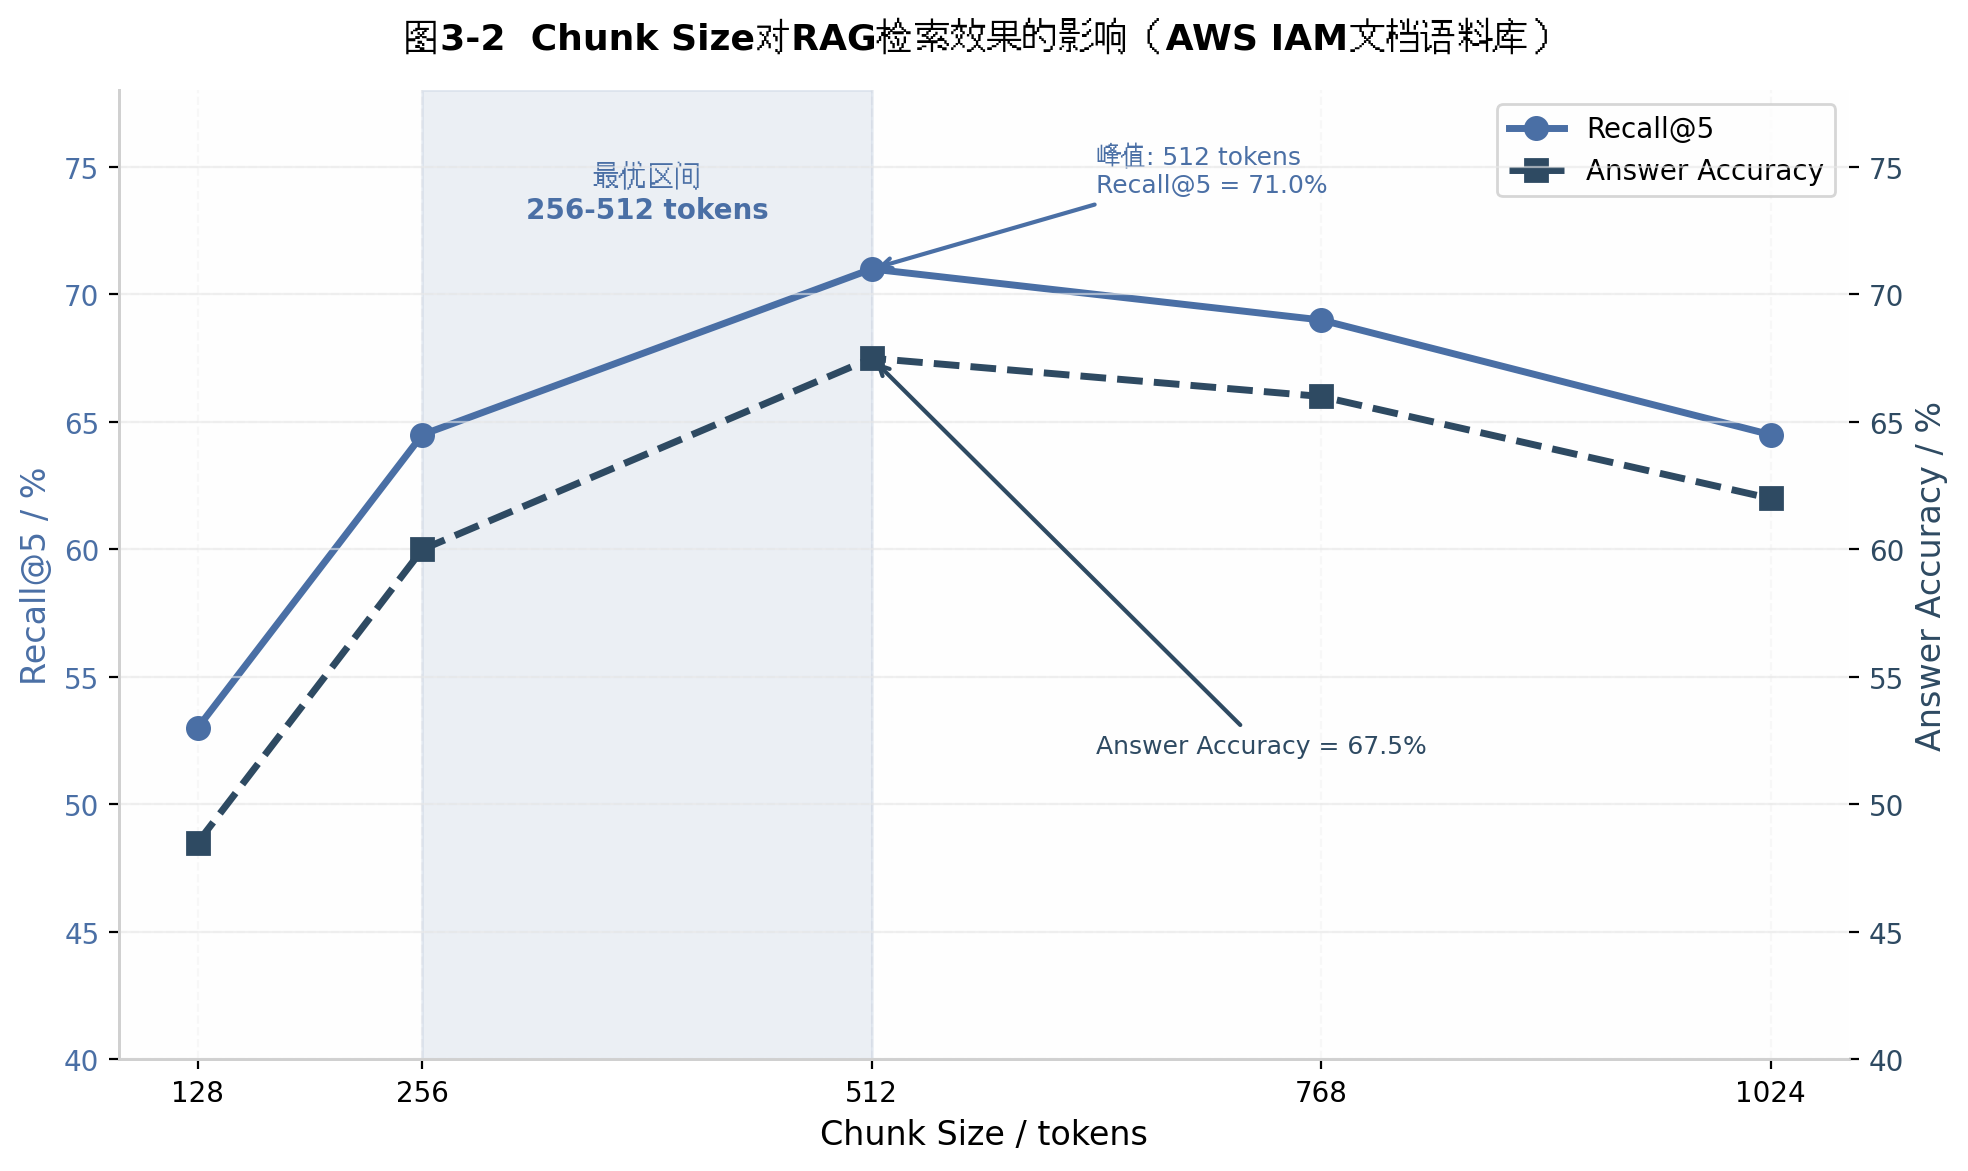 图3-2  Chunk Size对RAG检索效果的影响（AWS IAM文档语料库）
Recall@5
Answer Accuracy
最优区间
256-512 tokens
峰值: 512 tokens
Recall@5 = 71.0%
Answer Accuracy = 67.5%
Recall@5 / %
75
70
65
60
55
50
45
40
75
70
65
60
55
50
45
40
Answer Accuracy / %
128 256 512 768 1024
Chunk Size / tokens